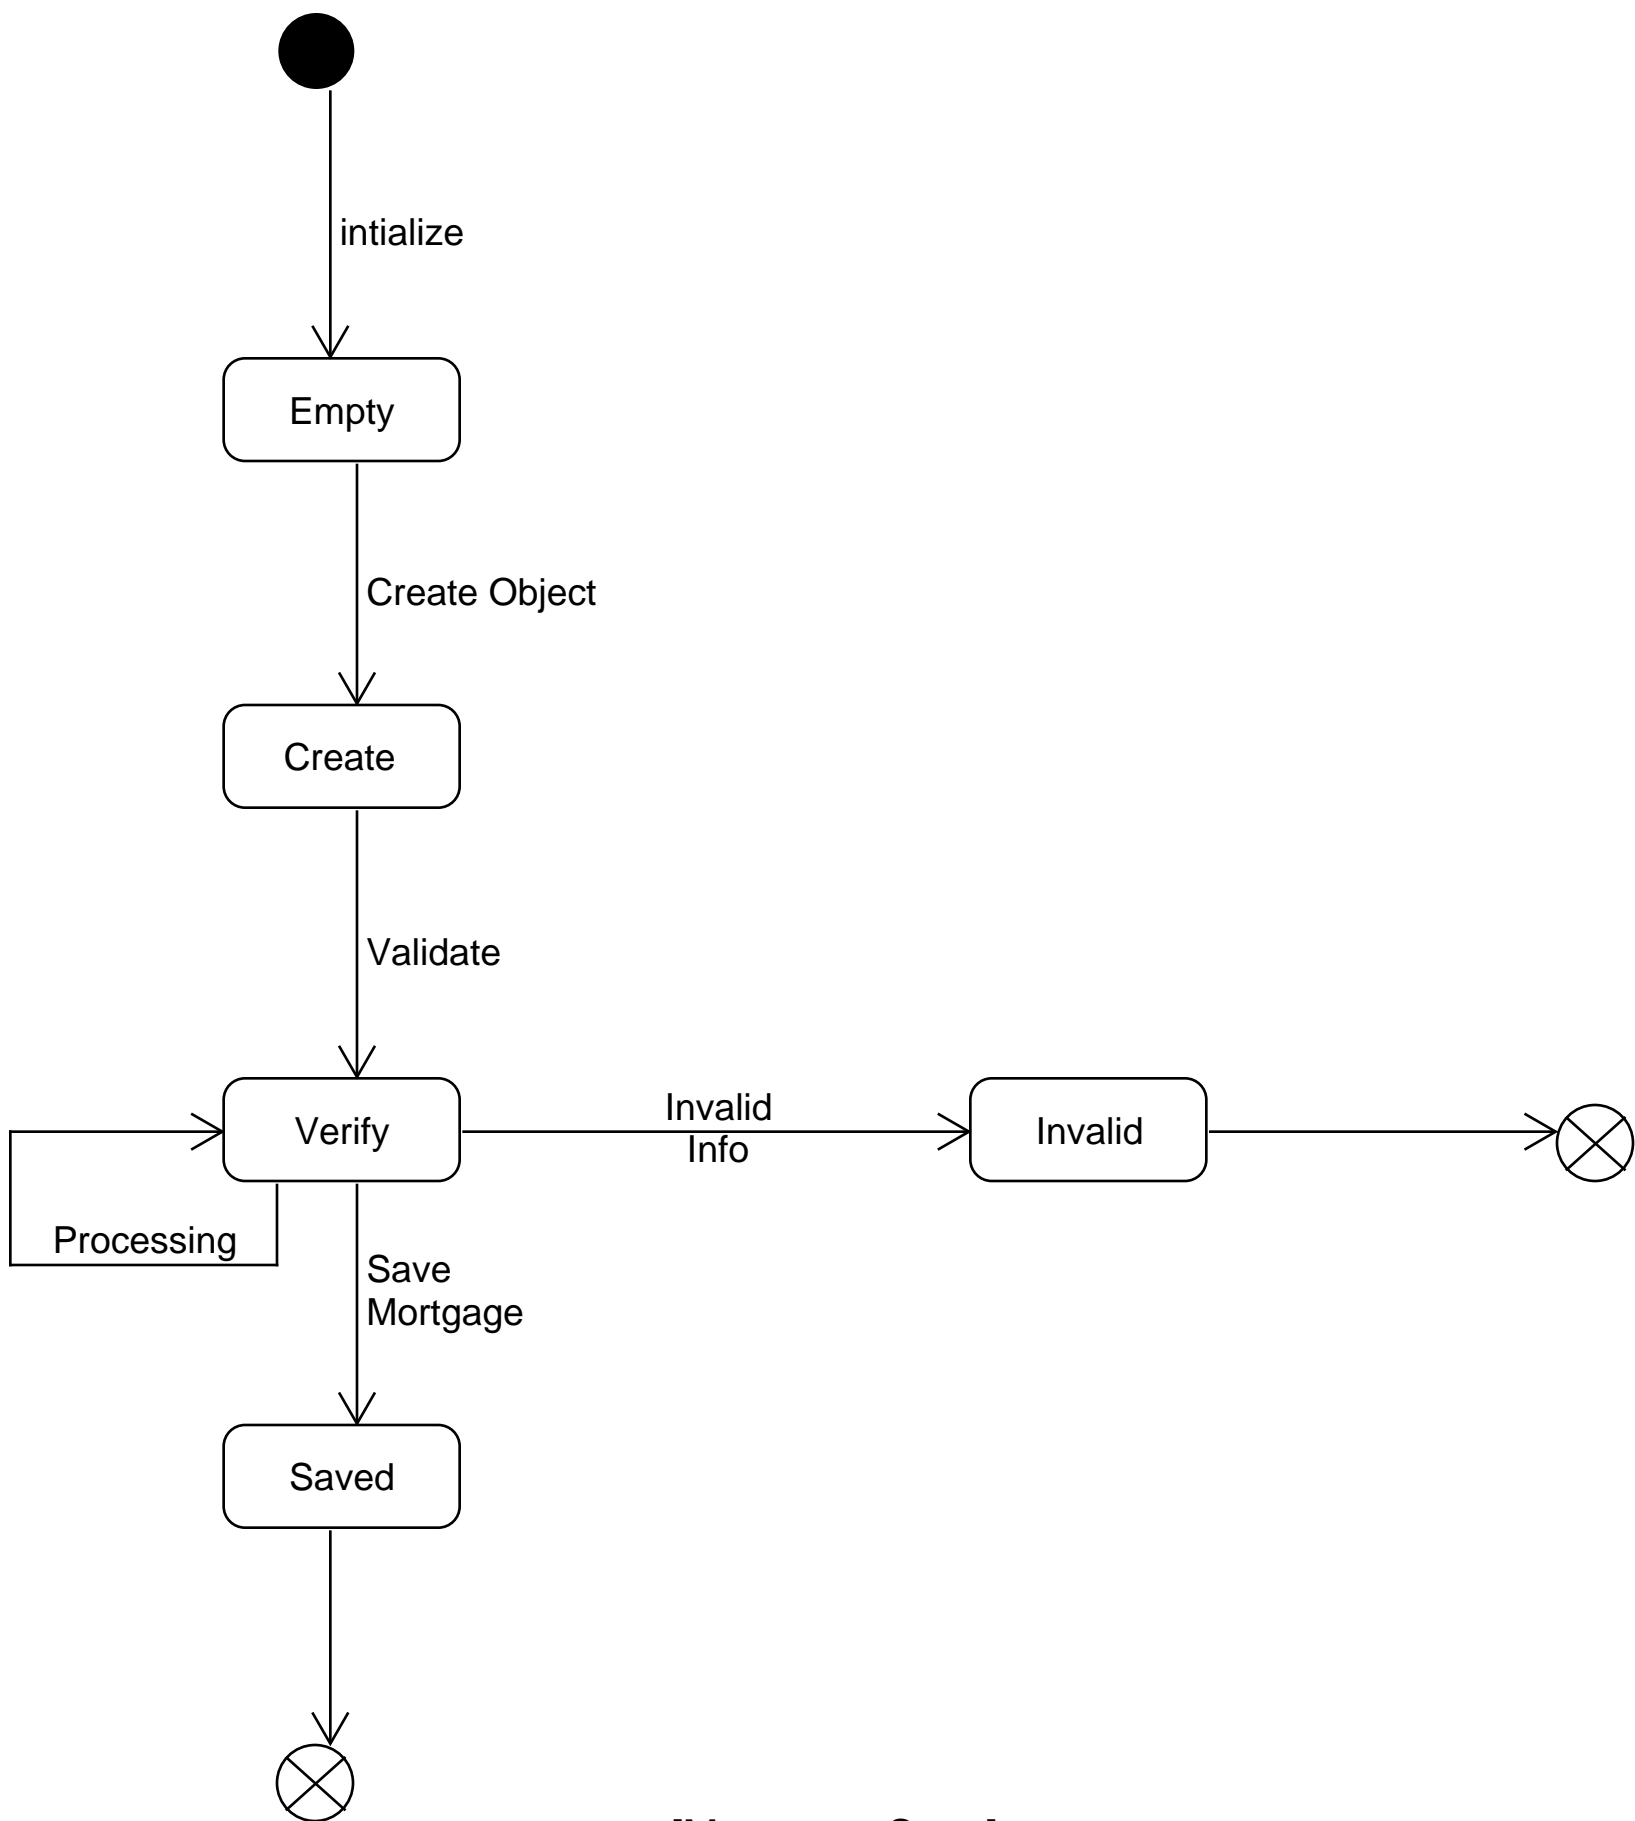 intialize
Empty
Create Object
Create
Validate
Verify
Invalid
Info
Invalid
Processing
Save
Mortgage
Saved